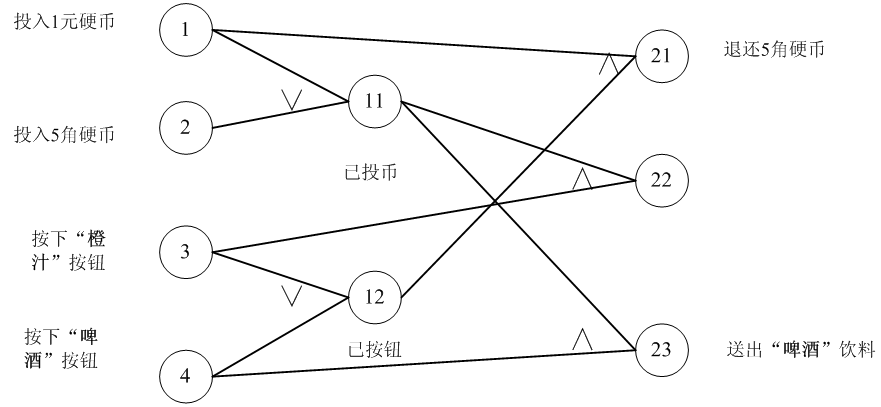 投入1元硬币
1
21
退还5角硬币
∧
∨
11
投入5角硬币
2
已投币
∧
22
按下“橙
汁”按钮
3
∨
12
按下“啤
酒”按钮
已按钮
∧
4
23
送出“啤酒”饮料